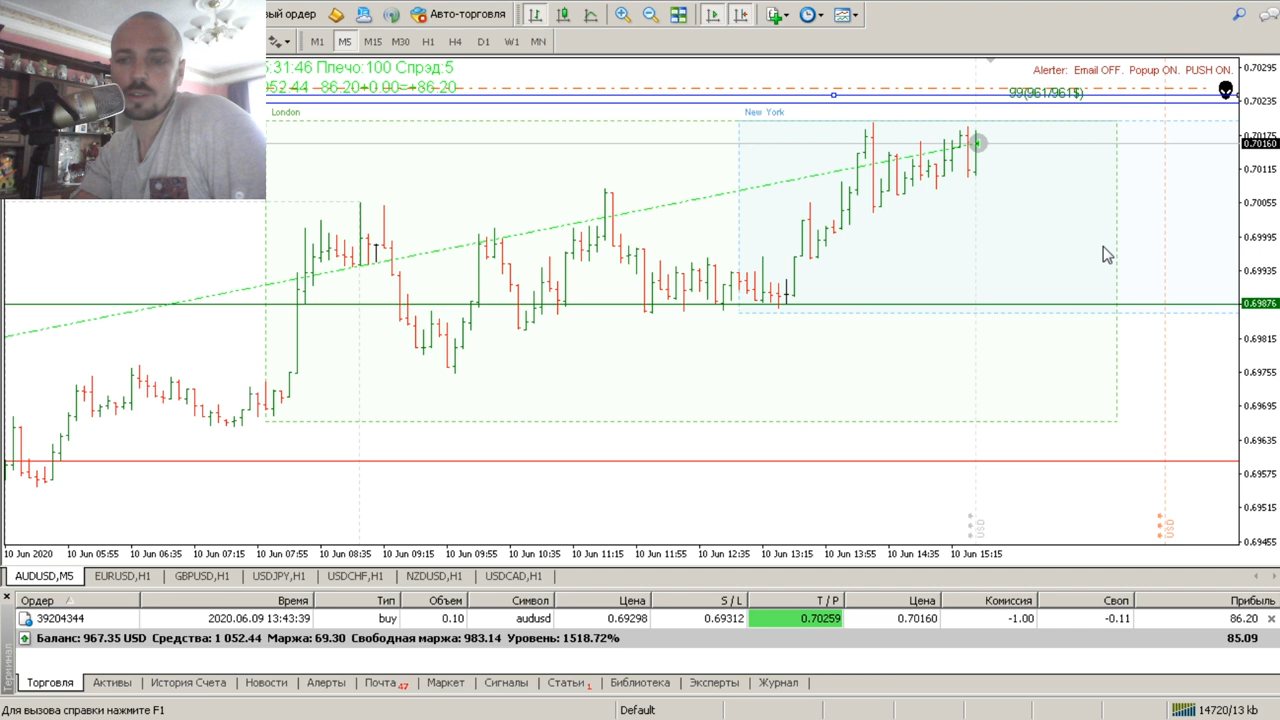 вый ордер Авто-торговля
M1 M5 M15 M30 H1 H4 D1 W1 MN
5:31:46 Плечо:100 Спрэд:5
052.44 86.20+0.00=+86.20
Alerter: Email OFF. Popup ON. PUSH ON.
99(961/961$)
London
New York
0.70295
0.70235
0.70175
0.70160
0.70115
0.70055
0.69995
0.69935
0.69876
0.69815
0.69755
0.69695
0.69635
0.69575
0.69515
0.69455
* * * USD
* * * USD
10 Jun 2020 10 Jun 05:55 10 Jun 06:35 10 Jun 07:15 10 Jun 07:55 10 Jun 08:35 10 Jun 09:15 10 Jun 09:55 10 Jun 10:35 10 Jun 11:15 10 Jun 11:55 10 Jun 12:35 10 Jun 13:15 10 Jun 13:55 10 Jun 14:35 10 Jun 15:15
AUDUSD,M5 EURUSD,H1 GBPUSD,H1 USDJPY,H1 USDCHF,H1 NZDUSD,H1 USDCAD,H1
Ордер Время Тип Объем Символ Цена S / L T / P Цена Комиссия Своп Прибыль
39204344 2020.06.09 13:43:39 buy 0.10 audusd 0.69298 0.69312 0.70259 0.70160 -1.00 -0.11 86.20
Баланс: 967.35 USD Средства: 1 052.44 Маржа: 69.30 Свободная маржа: 983.14 Уровень: 1518.72% 85.09
Терминал
Торговля Активы История Счета Новости Алерты Почта 47 Маркет Сигналы Статьи 1 Библиотека Эксперты Журнал
Для вызова справки нажмите F1 Default 14720/13 kb